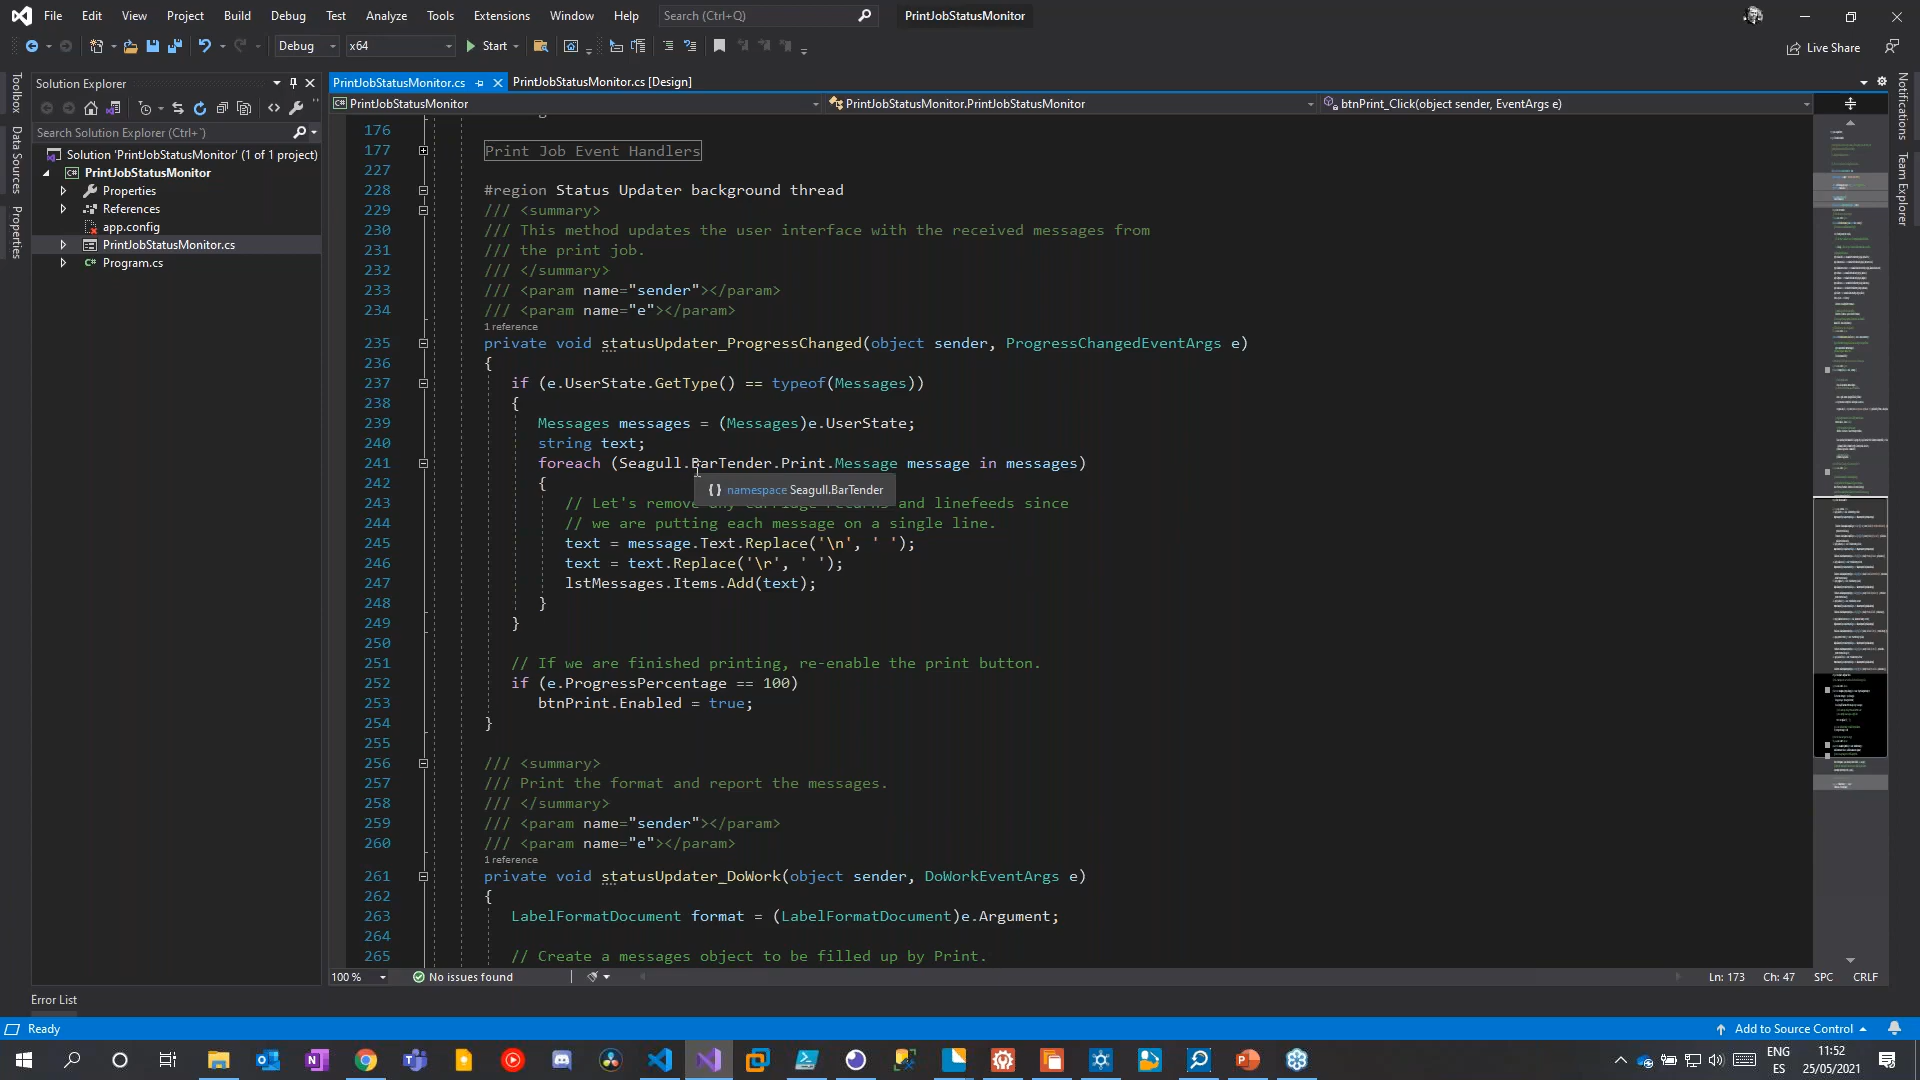 File Edit View Project Build Debug Test Analyze Tools Extensions Window Help Search (Ctrl+Q) PrintJobStatusMonitor
Debug x64 Start Live Share
Solution Explorer
Search Solution Explorer (Ctrl+`)
Solution 'PrintJobStatusMonitor' (1 of 1 project)
PrintJobStatusMonitor
Properties
References
app.config
PrintJobStatusMonitor.cs
Program.cs
Toolbox
Data Sources
Properties
PrintJobStatusMonitor.cs PrintJobStatusMonitor.cs [Design]
PrintJobStatusMonitor PrintJobStatusMonitor.PrintJobStatusMonitor btnPrint_Click(object sender, EventArgs e)
176
177 Print Job Event Handlers
227
228 #region Status Updater background thread
229 /// <summary>
230 /// This method updates the user interface with the received messages from
231 /// the print job.
232 /// </summary>
233 /// <param name="sender"></param>
234 /// <param name="e"></param>
1 reference
235 private void statusUpdater_ProgressChanged(object sender, ProgressChangedEventArgs e)
236 {
237 if (e.UserState.GetType() == typeof(Messages))
238 {
239 Messages messages = (Messages)e.UserState;
240 string text;
241 foreach (Seagull.BarTender.Print.Message message in messages)
242 {
{} namespace Seagull.BarTender
243 // Let's remove any carriage returns and linefeeds since
244 // we are putting each message on a single line.
245 text = message.Text.Replace('\n', ' ');
246 text = text.Replace('\r', ' ');
247 lstMessages.Items.Add(text);
248 }
249 }
250
251 // If we are finished printing, re-enable the print button.
252 if (e.ProgressPercentage == 100)
253 btnPrint.Enabled = true;
254 }
255
256 /// <summary>
257 /// Print the format and report the messages.
258 /// </summary>
259 /// <param name="sender"></param>
260 /// <param name="e"></param>
1 reference
261 private void statusUpdater_DoWork(object sender, DoWorkEventArgs e)
262 {
263 LabelFormatDocument format = (LabelFormatDocument)e.Argument;
264
265 // Create a messages object to be filled up by Print.
100 % No issues found Ln: 173 Ch: 47 SPC CRLF
Notifications
Team Explorer
Error List
Ready Add to Source Control
ENG
ES
11:52
25/05/2021